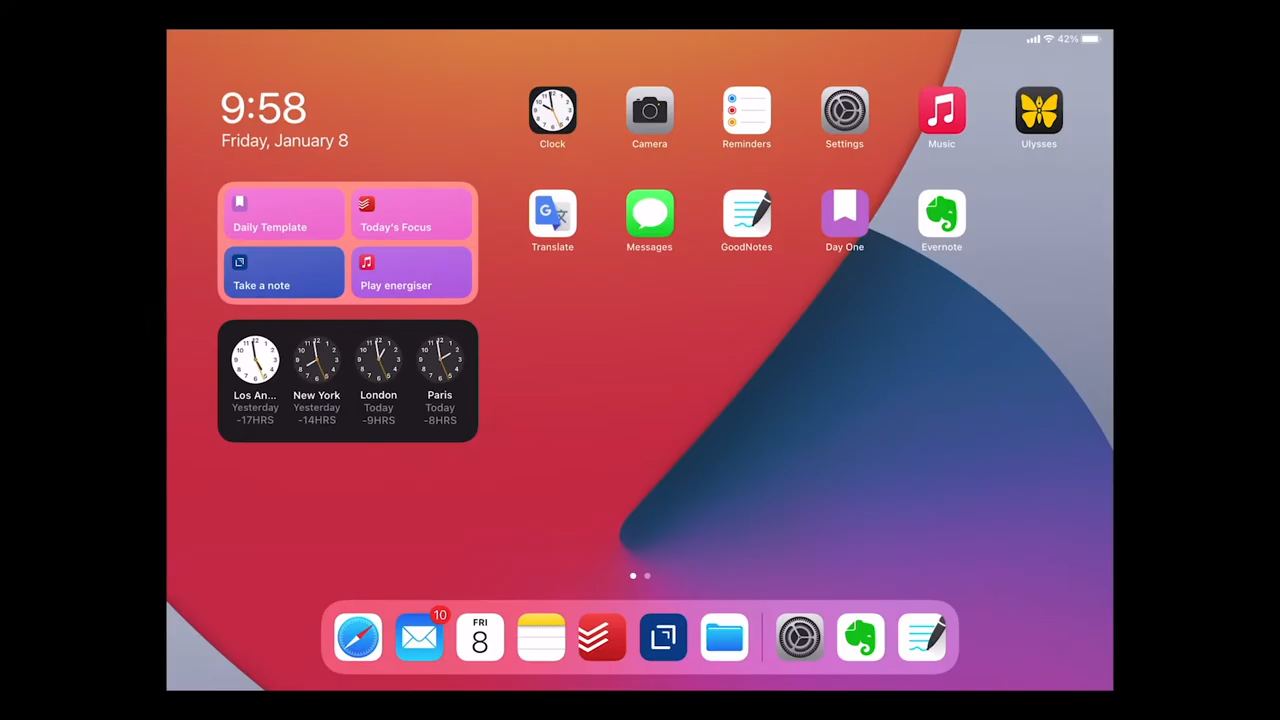 42%
9:58
Friday, January 8
Clock
Camera
Reminders
Settings
Music
Ulysses
Translate
Messages
GoodNotes
Day One
Evernote
Daily Template
Today's Focus
Take a note
Play energiser
Los An...
New York
London
Paris
Yesterday
Yesterday
Today
Today
-17HRS
-14HRS
-9HRS
-8HRS
10
FRI
8